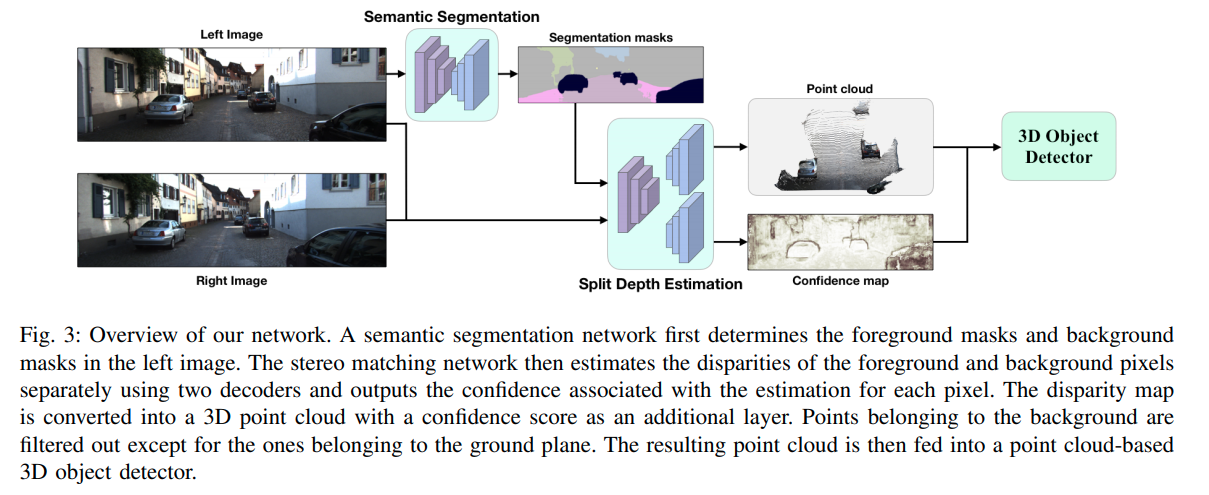 Semantic Segmentation
Left Image
Segmentation masks
Point cloud
3D Object
Detector
Right Image
Split Depth Estimation
Confidence map
Fig. 3: Overview of our network. A semantic segmentation network first determines the foreground masks and background
masks in the left image. The stereo matching network then estimates the disparities of the foreground and background pixels
separately using two decoders and outputs the confidence associated with the estimation for each pixel. The disparity map
is converted into a 3D point cloud with a confidence score as an additional layer. Points belonging to the background are
filtered out except for the ones belonging to the ground plane. The resulting point cloud is then fed into a point cloud-based
3D object detector.